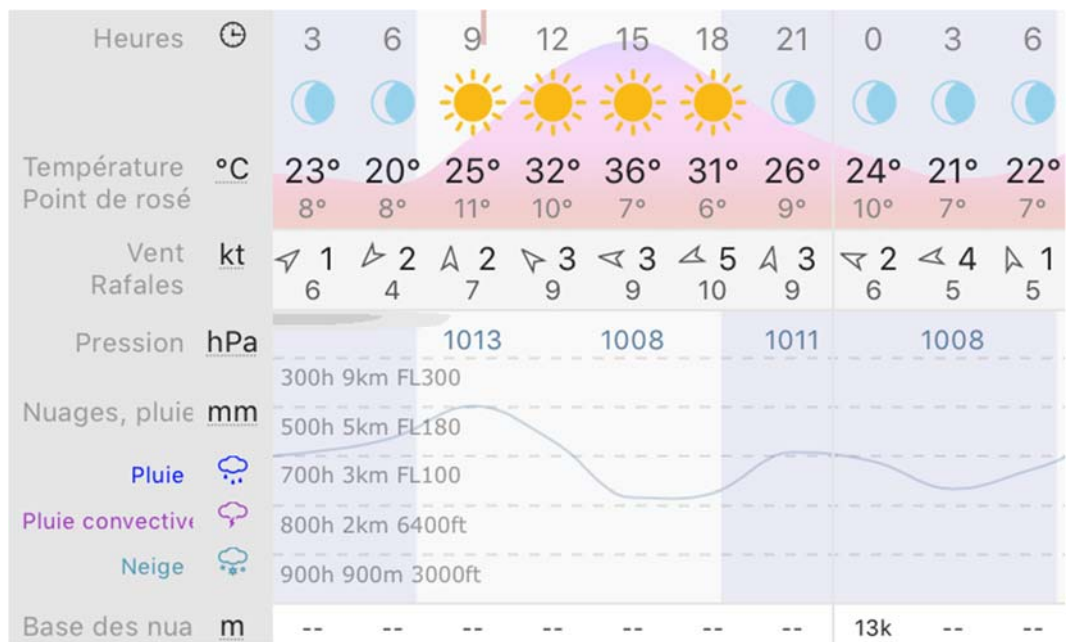 Heures 3 6 9 12 15 18 21 0 3 6
Température °C 23° 20° 25° 32° 36° 31° 26° 24° 21° 22°
Point de rosé 8° 8° 11° 10° 7° 6° 9° 10° 7° 7°
Vent kt 1 2 2 3 3 5 3 2 4 1
Rafales 6 4 7 9 9 10 9 6 5 5
Pression hPa 1013 1008 1011 1008
300h 9km FL300
Nuages, pluie mm
500h 5km FL180
Pluie 700h 3km FL100
Pluie convective 800h 2km 6400ft
Neige 900h 900m 3000ft
Base des nua m -- -- -- -- -- -- -- 13k -- --